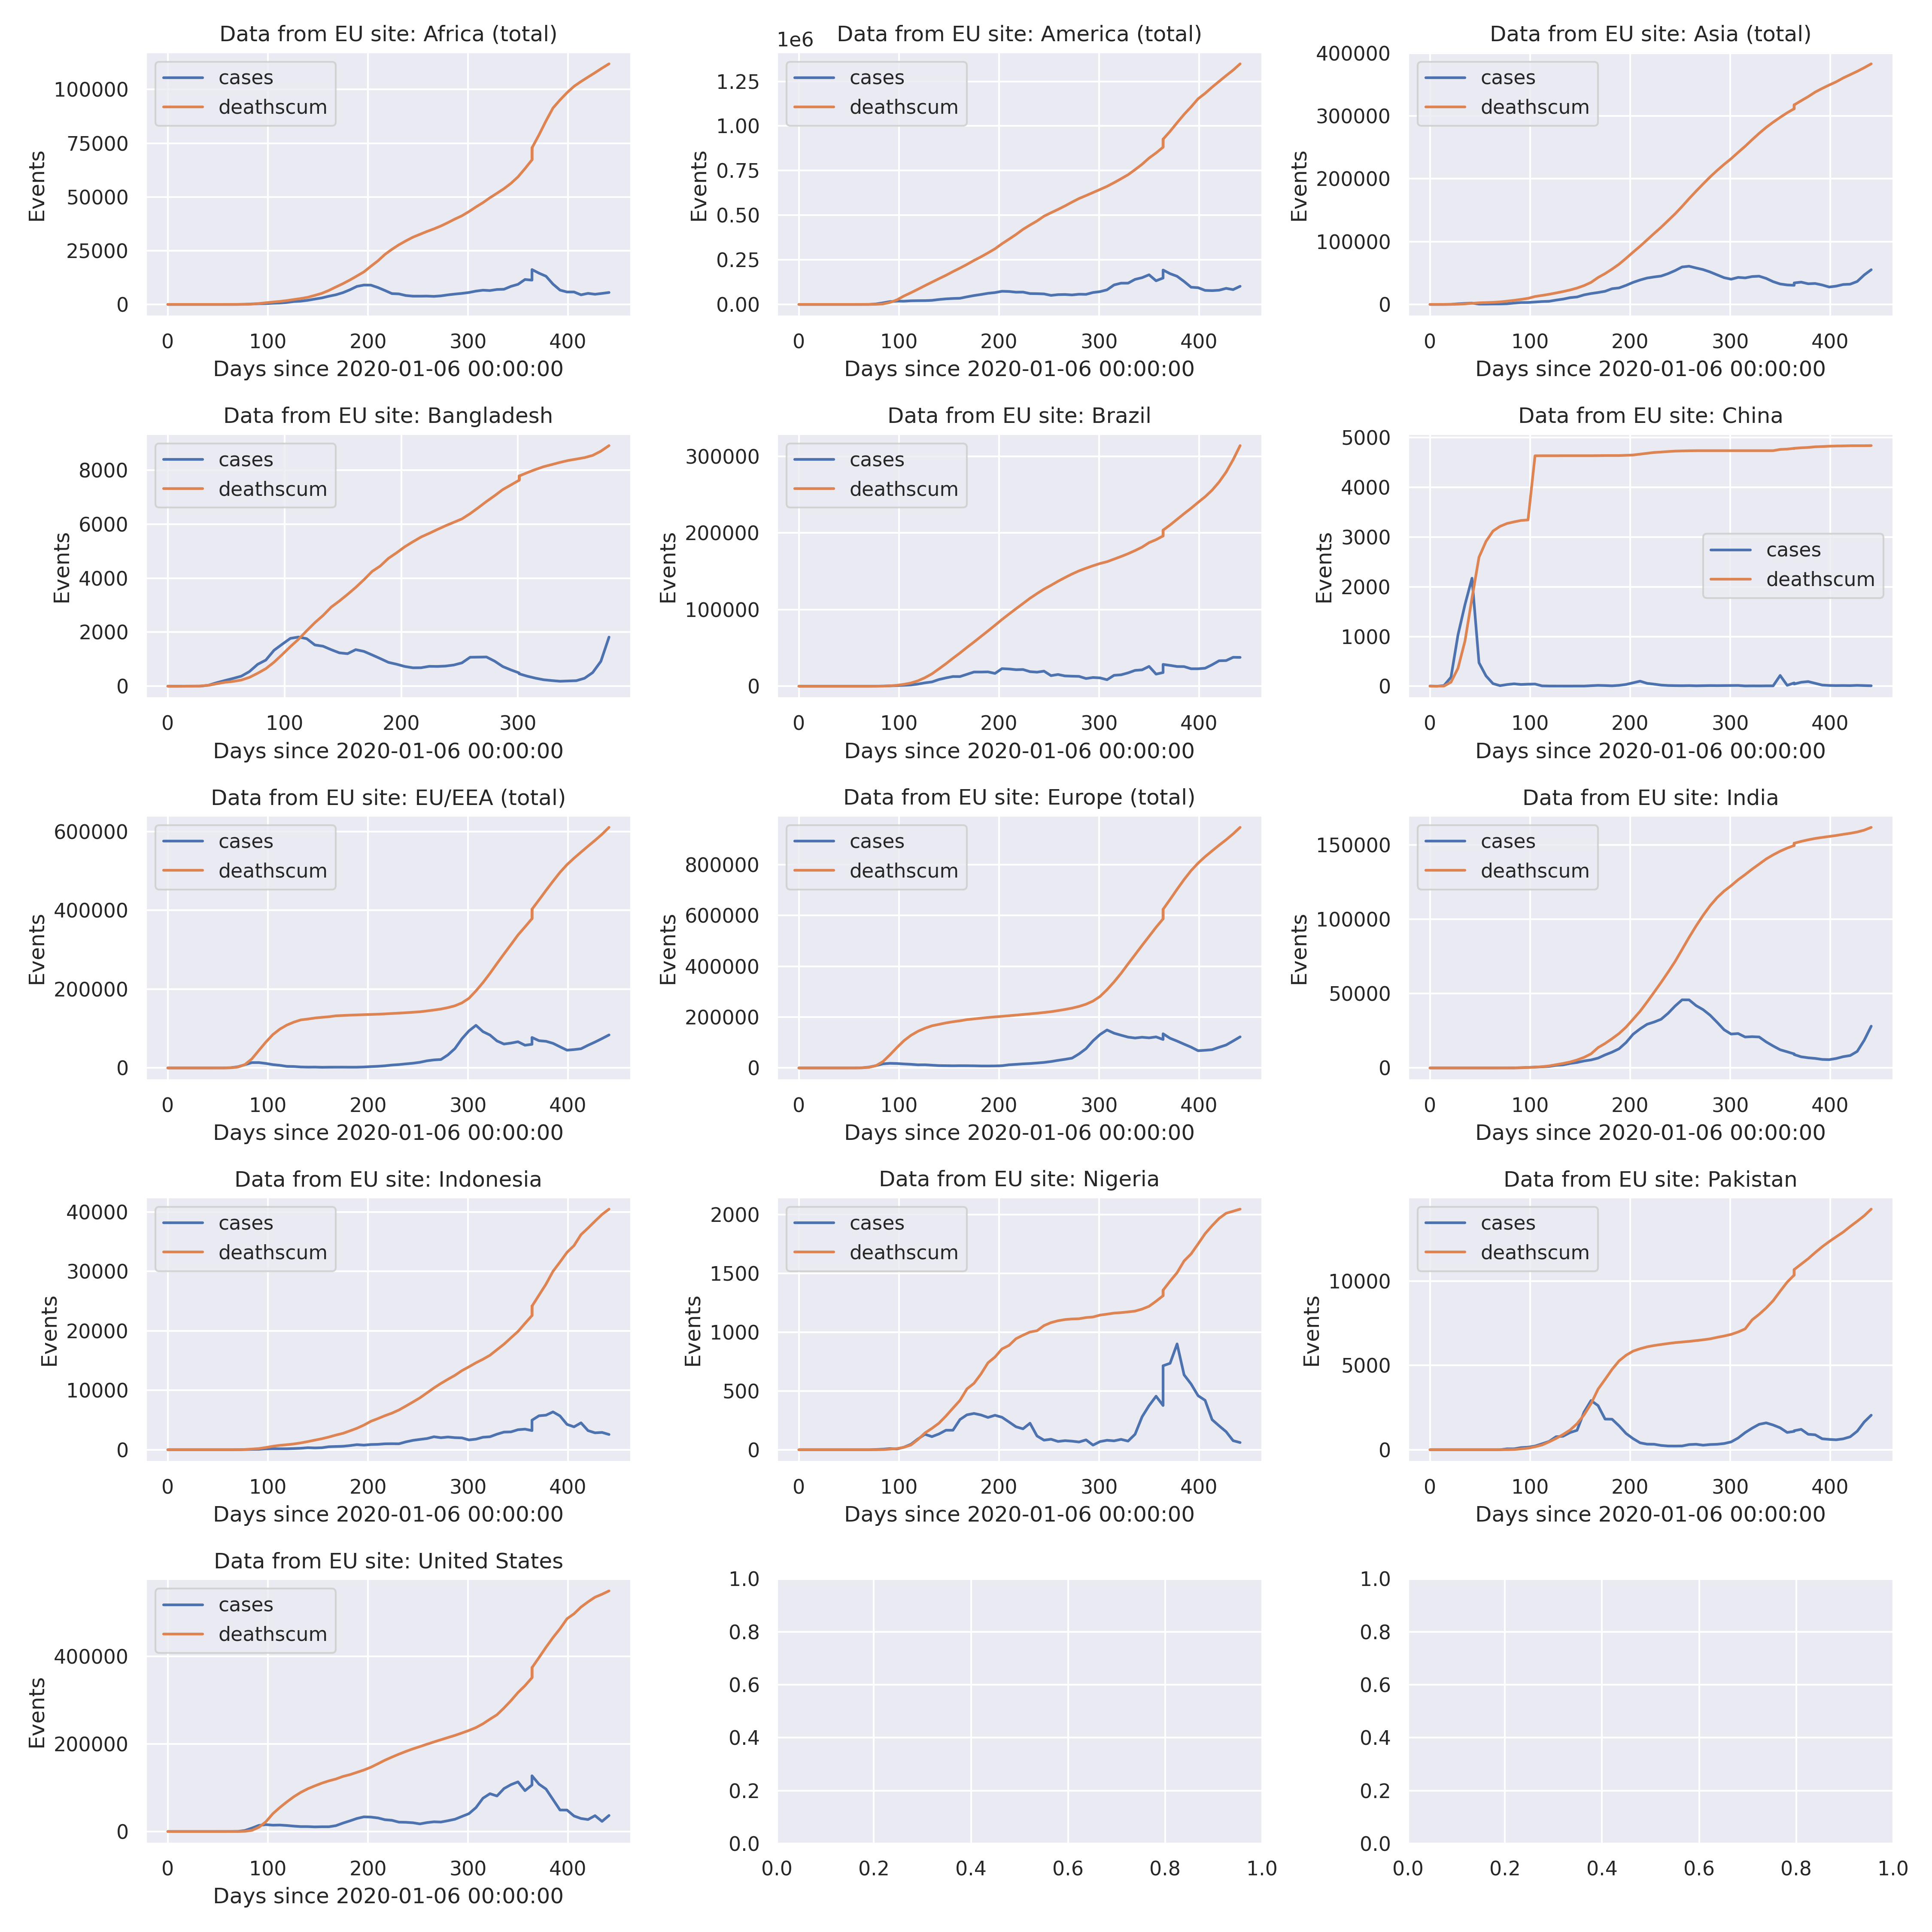 Data from EU site: Africa (total)
cases
deathscum
Events
100000
75000
50000
25000
0
0 100 200 300 400
Days since 2020-01-06 00:00:00
Data from EU site: America (total)
1e6
cases
deathscum
Events
1.25
1.00
0.75
0.50
0.25
0.00
0 100 200 300 400
Days since 2020-01-06 00:00:00
Data from EU site: Asia (total)
cases
deathscum
Events
400000
300000
200000
100000
0
0 100 200 300 400
Days since 2020-01-06 00:00:00
Data from EU site: Bangladesh
cases
deathscum
Events
8000
6000
4000
2000
0
0 100 200 300
Days since 2020-01-06 00:00:00
Data from EU site: Brazil
cases
deathscum
Events
300000
200000
100000
0
0 100 200 300 400
Days since 2020-01-06 00:00:00
Data from EU site: China
cases
deathscum
Events
5000
4000
3000
2000
1000
0
0 100 200 300 400
Days since 2020-01-06 00:00:00
Data from EU site: EU/EEA (total)
cases
deathscum
Events
600000
400000
200000
0
0 100 200 300 400
Days since 2020-01-06 00:00:00
Data from EU site: Europe (total)
cases
deathscum
Events
800000
600000
400000
200000
0
0 100 200 300 400
Days since 2020-01-06 00:00:00
Data from EU site: India
cases
deathscum
Events
150000
100000
50000
0
0 100 200 300 400
Days since 2020-01-06 00:00:00
Data from EU site: Indonesia
cases
deathscum
Events
40000
30000
20000
10000
0
0 100 200 300 400
Days since 2020-01-06 00:00:00
Data from EU site: Nigeria
cases
deathscum
Events
2000
1500
1000
500
0
0 100 200 300 400
Days since 2020-01-06 00:00:00
Data from EU site: Pakistan
cases
deathscum
Events
10000
5000
0
0 100 200 300 400
Days since 2020-01-06 00:00:00
Data from EU site: United States
cases
deathscum
Events
400000
200000
0
0 100 200 300 400
Days since 2020-01-06 00:00:00
1.0
0.8
0.6
0.4
0.2
0.0
0.0 0.2 0.4 0.6 0.8 1.0
1.0
0.8
0.6
0.4
0.2
0.0
0.0 0.2 0.4 0.6 0.8 1.0